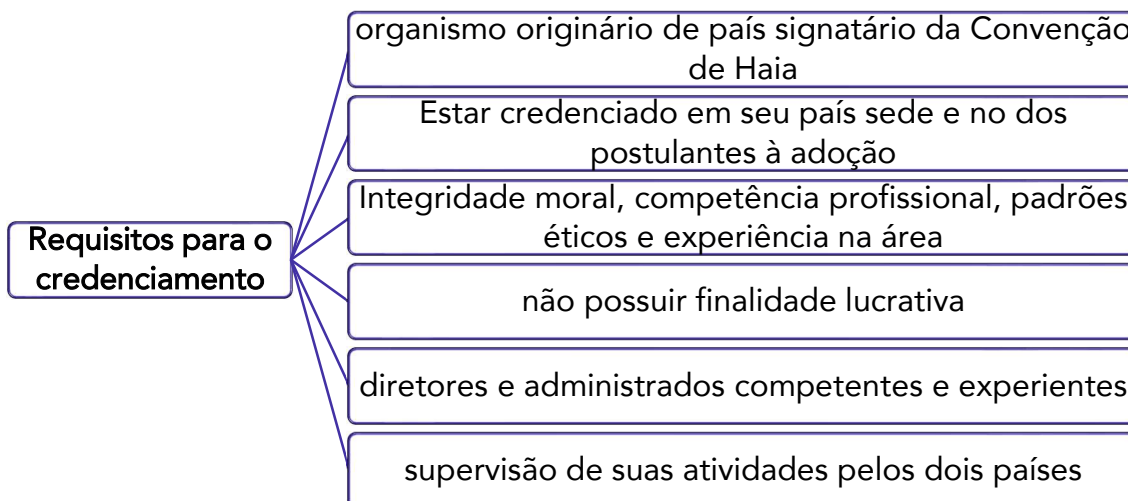 organismo originário de país signatário da Convenção
de Haia
Estar credenciado em seu país sede e no dos
postulantes à adoção
Integridade moral, competência profissional, padrões
éticos e experiência na área
Requisitos para o
credenciamento
não possuir finalidade lucrativa
diretores e administrados competentes e experientes
supervisão de suas atividades pelos dois países